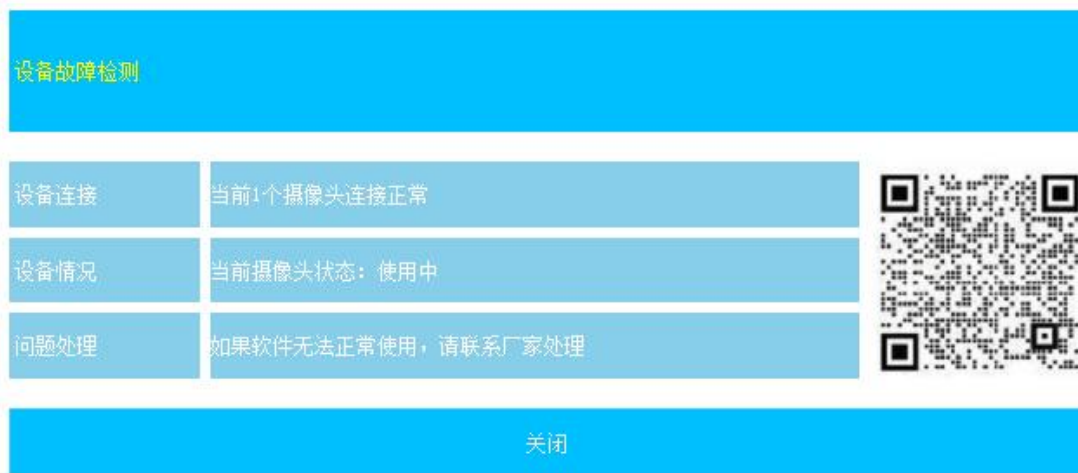 设备故障检测
设备连接 当前1个摄像头连接正常
设备情况 当前摄像头状态：使用中
问题处理 如果软件无法正常使用，请联系厂家处理
关闭